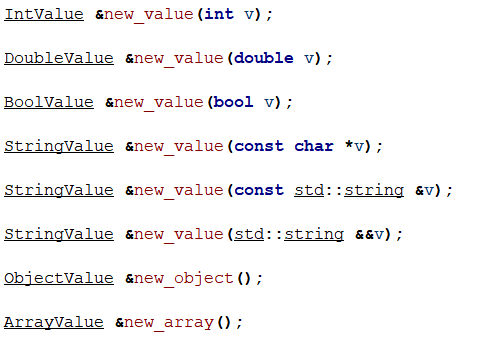 IntValue &new_value(int v);
DoubleValue &new_value(double v);
BoolValue &new_value(bool v);
StringValue &new_value(const char *v);
StringValue &new_value(const std::string &v);
StringValue &new_value(std::string &&v);
ObjectValue &new_object();
ArrayValue &new_array();